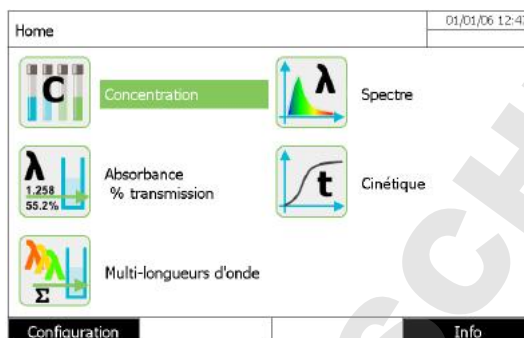 Home
01/01/06 12:47
C
Concentration
λ
Spectre
λ
1.258
55.2%
Absorbance
% transmission
t
Cinétique
λλλ
Σ
Multi-longueurs d'onde
Configuration
Info